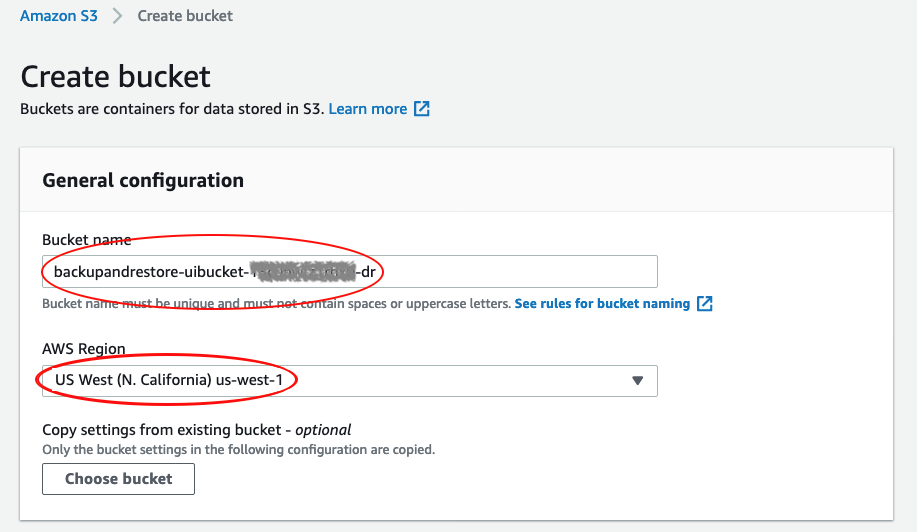 Amazon S3 > Create bucket
Create bucket
Buckets are containers for data stored in S3. Learn more
General configuration
Bucket name
backupandrestore-uibucket- -dr
Bucket name must be unique and must not contain spaces or uppercase letters. See rules for bucket naming
AWS Region
US West (N. California) us-west-1
Copy settings from existing bucket - optional
Only the bucket settings in the following configuration are copied.
Choose bucket